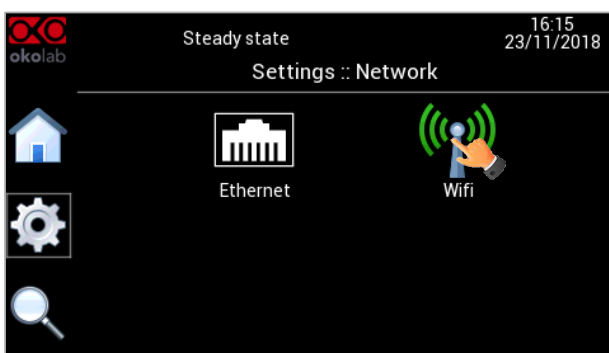 okolab
Steady state
16:15
23/11/2018
Settings :: Network
Ethernet
Wifi